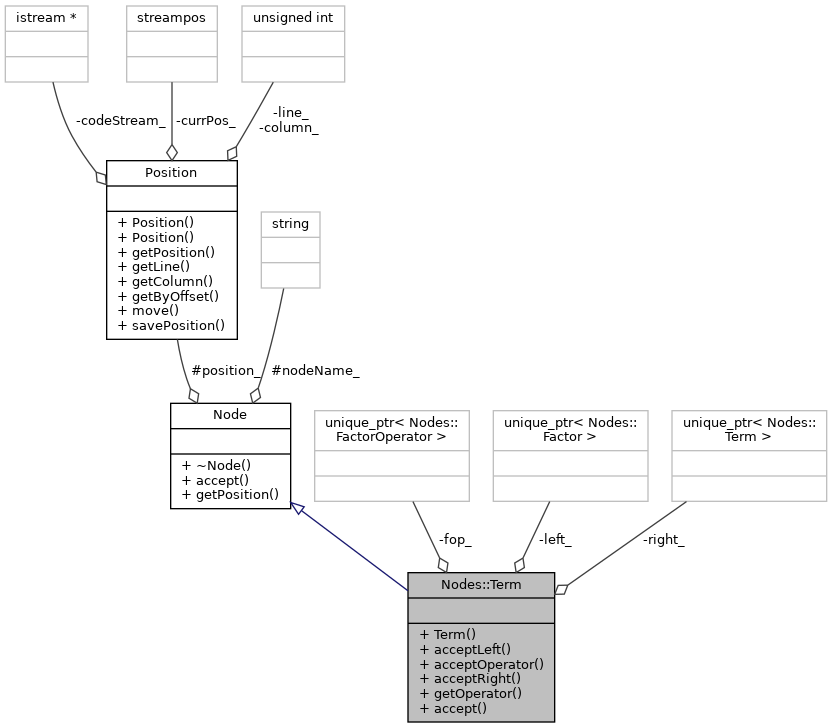 istream *
streampos
unsigned int
-codeStream_
-currPos_
-line_
-column_
Position
+ Position()
+ Position()
+ getPosition()
+ getLine()
+ getColumn()
+ getByOffset()
+ move()
+ savePosition()
string
#position_
#nodeName_
Node
+ ~Node()
+ accept()
+ getPosition()
unique_ptr< Nodes::
FactorOperator >
unique_ptr< Nodes::
Factor >
unique_ptr< Nodes::
Term >
-fop_
-left_
-right_
Nodes::Term
+ Term()
+ acceptLeft()
+ acceptOperator()
+ acceptRight()
+ getOperator()
+ accept()